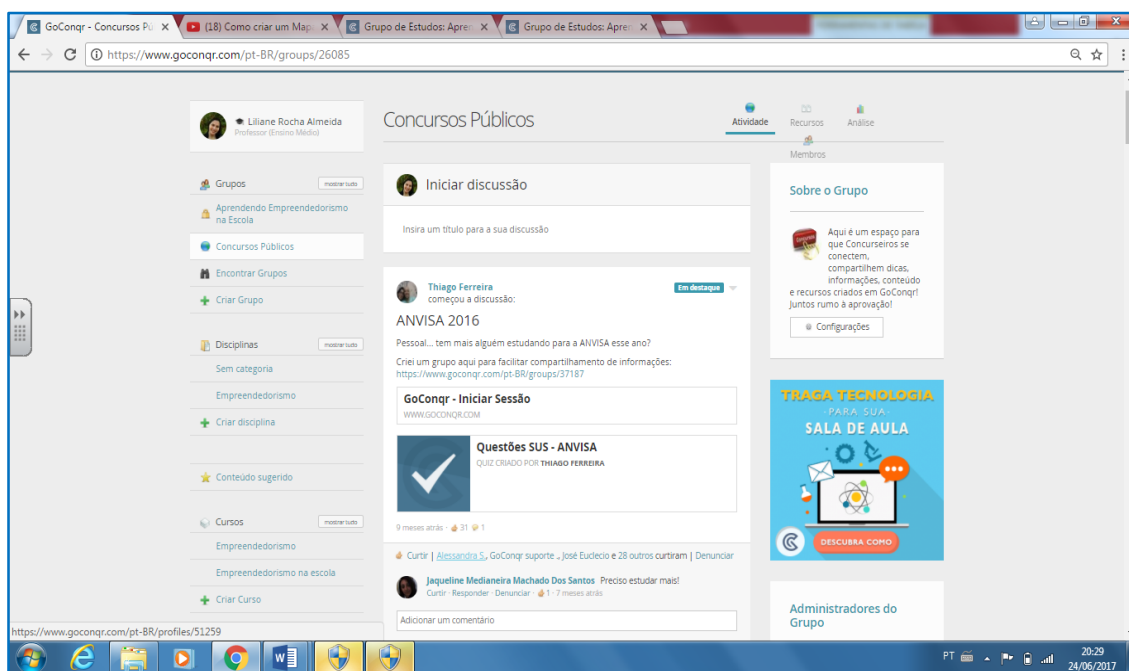 GoConqr - Concursos Pú
(18) Como criar um Map
Grupo de Estudos: Apren
Grupo de Estudos: Apren
https://www.goconqr.com/pt-BR/groups/26085
Liliane Rocha Almeida
Professor (Ensino Médio)
Grupos
mostrar tudo
Aprendendo Empreendedorismo
na Escola
Concursos Públicos
Encontrar Grupos
Criar Grupo
Disciplinas
mostrar tudo
Sem categoria
Empreendedorismo
Criar disciplina
Conteúdo sugerido
Cursos
mostrar tudo
Empreendedorismo
Empreendedorismo na escola
Criar Curso
Concursos Públicos
Atividade
Recursos
Análise
Membros
Iniciar discussão
Insira um título para a sua discussão
Thiago Ferreira
começou a discussão:
Em destaque
ANVISA 2016
Pessoal... tem mais alguém estudando para a ANVISA esse ano?
Criei um grupo aqui para facilitar compartilhamento de informações:
https://www.goconqr.com/pt-BR/groups/37187
GoConqr - Iniciar Sessão
WWW.GOCONQR.COM
Questões SUS - ANVISA
QUIZ CRIADO POR THIAGO FERREIRA
9 meses atrás · 31 1
Curtir | Alessandra S., GoConqr suporte ., José Euclecio e 28 outros curtiram | Denunciar
Jaqueline Medianeira Machado Dos Santos Preciso estudar mais!
Curtir · Responder · Denunciar · 1 · 7 meses atrás
Adicionar um comentário
Sobre o Grupo
Aqui é um espaço para
que Concurseiros se
conectem,
compartilhem dicas,
informações, conteúdo
e recursos criados em GoConqr!
Juntos rumo à aprovação!
Configurações
TRAGA TECNOLOGIA
-PARA SUA-
SALA DE AULA
DESCUBRA COMO
Administradores do
Grupo
https://www.goconqr.com/pt-BR/profiles/51259
PT
20:29
24/06/2017